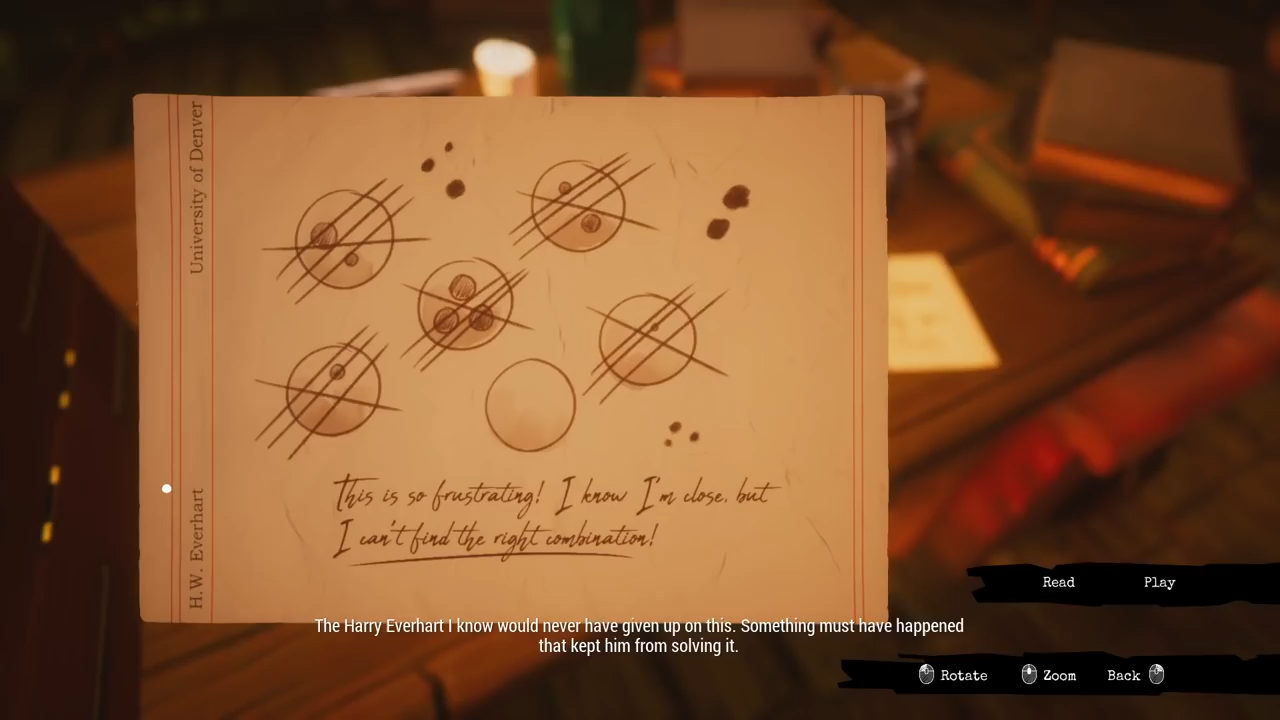 University of Denver
H.W. Everhart
This is so frustrating! I know I'm close, but
I can't find the right combination!
The Harry Everhart I know would never have given up on this. Something must have happened
that kept him from solving it.
Read Play
Rotate Zoom Back